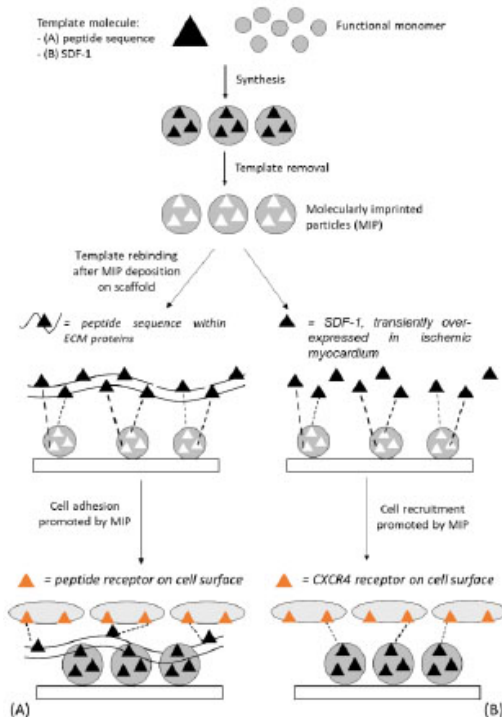 Template molecule:
- (A) peptide sequence
- (B) SDF-1
Functional monomer
Synthesis
Template removal
Molecularly imprinted
particles (MIP)
Template rebinding
after MIP deposition
on scaffold
= peptide sequence within
ECM proteins
= SDF-1, transiently over-
expressed in ischemic
myocardium
Cell adhesion
promoted by MIP
Cell recruitment
promoted by MIP
= peptide receptor on cell surface
= CXCR4 receptor on cell surface
(A)
(B)